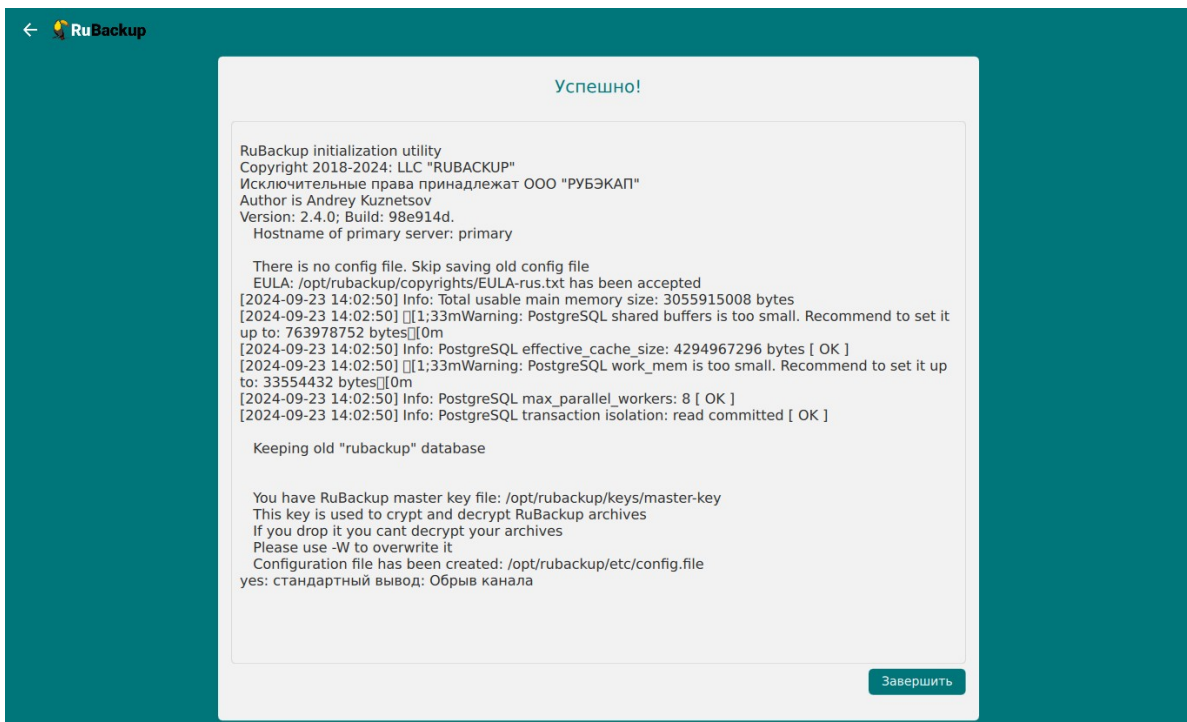 ← RuBackup
Успешно!
RuBackup initialization utility
Copyright 2018-2024: LLC "RUBACKUP"
Исключительные права принадлежат ООО "РУБЭКАП"
Author is Andrey Kuznetsov
Version: 2.4.0; Build: 98e914d.
Hostname of primary server: primary
There is no config file. Skip saving old config file
EULA: /opt/rubackup/copyrights/EULA-rus.txt has been accepted
[2024-09-23 14:02:50] Info: Total usable main memory size: 3055915008 bytes
[2024-09-23 14:02:50] [1;33mWarning: PostgreSQL shared buffers is too small. Recommend to set it
up to: 763978752 bytes[0m
[2024-09-23 14:02:50] Info: PostgreSQL effective_cache_size: 4294967296 bytes [ OK ]
[2024-09-23 14:02:50] [1;33mWarning: PostgreSQL work_mem is too small. Recommend to set it up
to: 33554432 bytes[0m
[2024-09-23 14:02:50] Info: PostgreSQL max_parallel_workers: 8 [ OK ]
[2024-09-23 14:02:50] Info: PostgreSQL transaction isolation: read committed [ OK ]
Keeping old "rubackup" database
You have RuBackup master key file: /opt/rubackup/keys/master-key
This key is used to crypt and decrypt RuBackup archives
If you drop it you cant decrypt your archives
Please use -W to overwrite it
Configuration file has been created: /opt/rubackup/etc/config.file
yes: стандартный вывод: Обрыв канала
Завершить